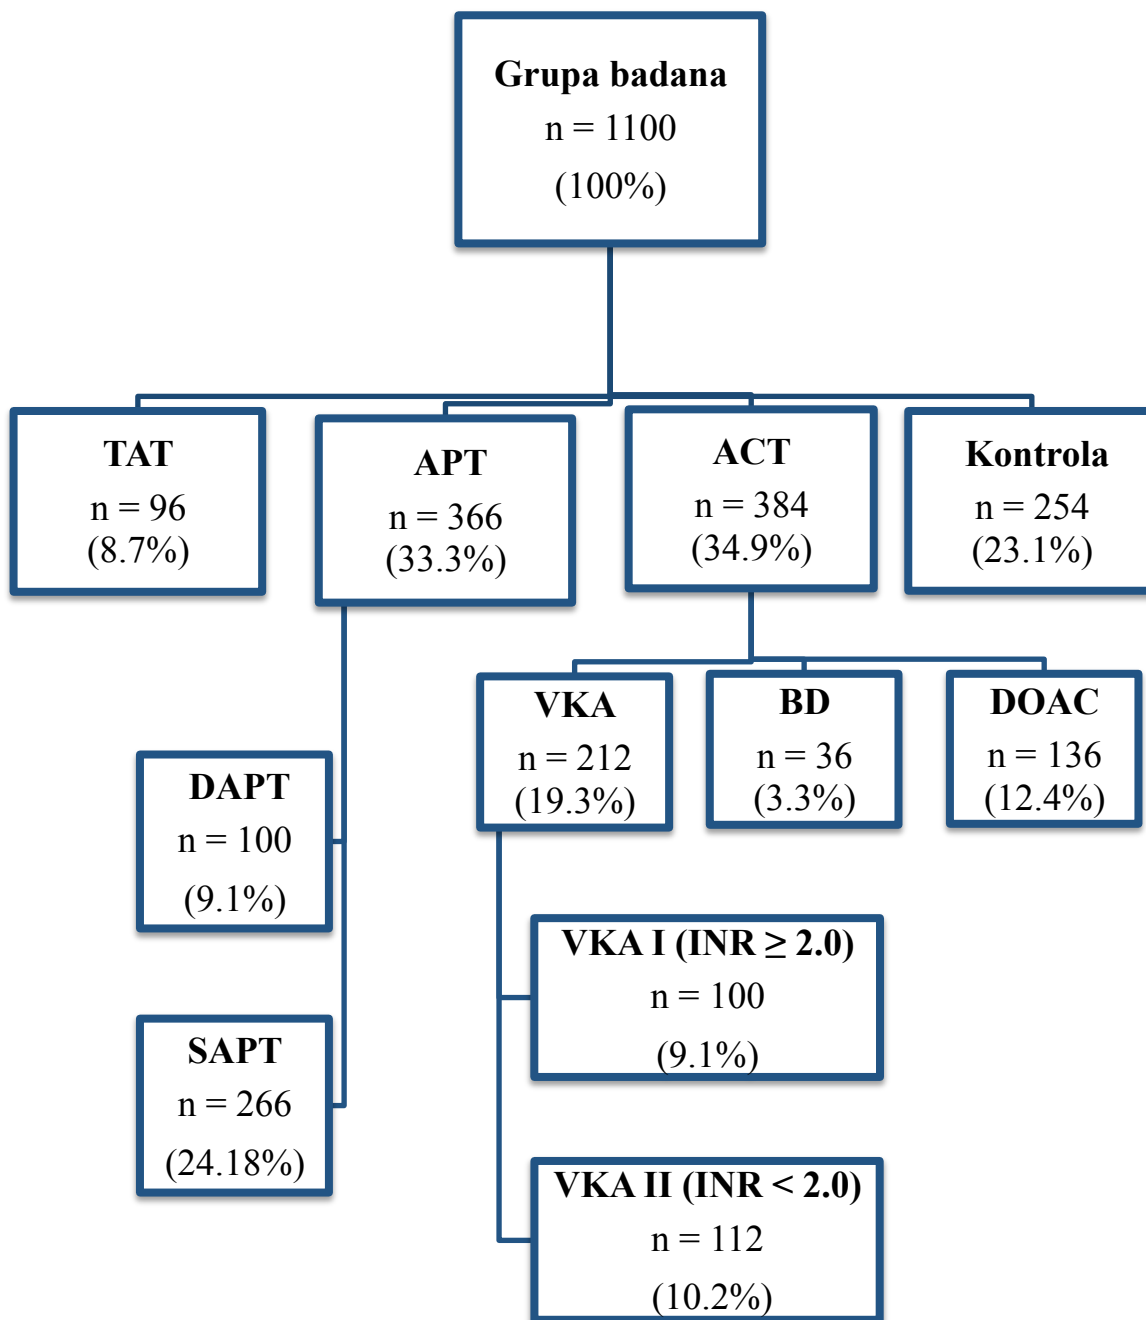 Grupa badana
n = 1100
(100%)
TAT
n = 96
(8.7%)
APT
n = 366
(33.3%)
ACT
n = 384
(34.9%)
Kontrola
n = 254
(23.1%)
DAPT
n = 100
(9.1%)
SAPT
n = 266
(24.18%)
VKA
n = 212
(19.3%)
BD
n = 36
(3.3%)
DOAC
n = 136
(12.4%)
VKA I (INR ≥ 2.0)
n = 100
(9.1%)
VKA II (INR < 2.0)
n = 112
(10.2%)